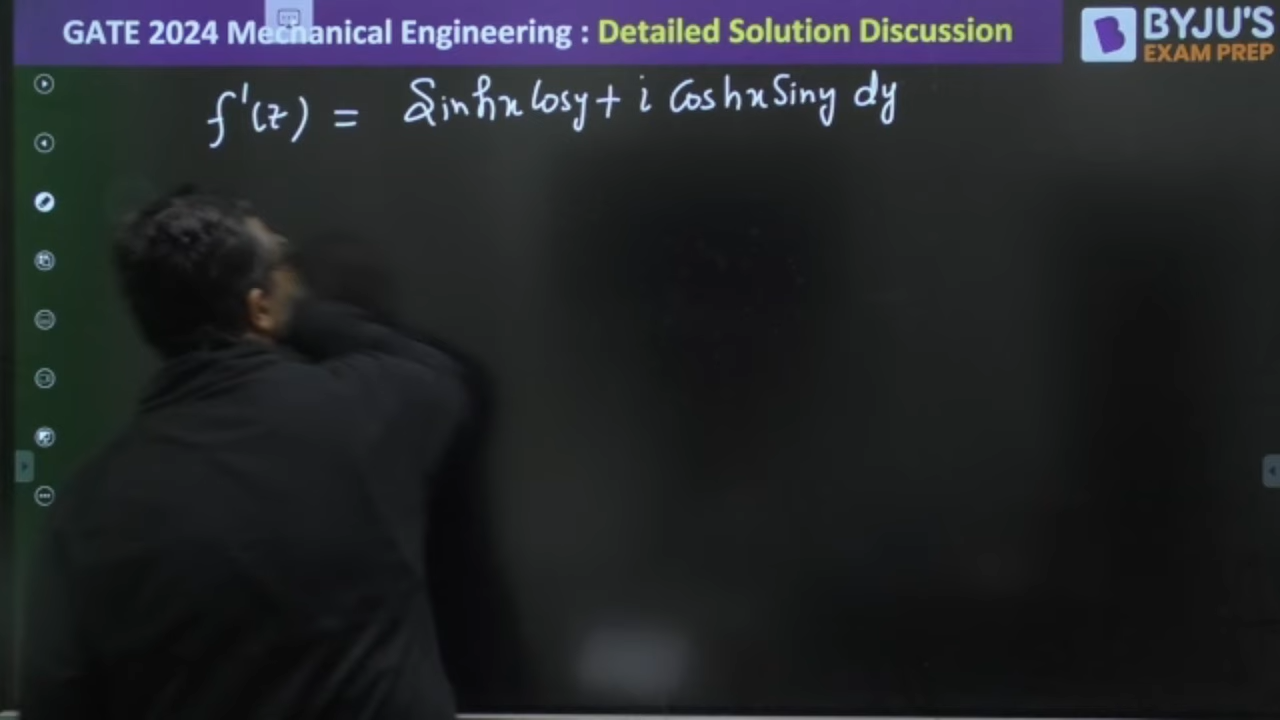 GATE 2024 Mechanical Engineering : Detailed Solution Discussion
BYJU'S
EXAM PREP
f'(z) = Sinhx Cosy + i Coshx Siny dy